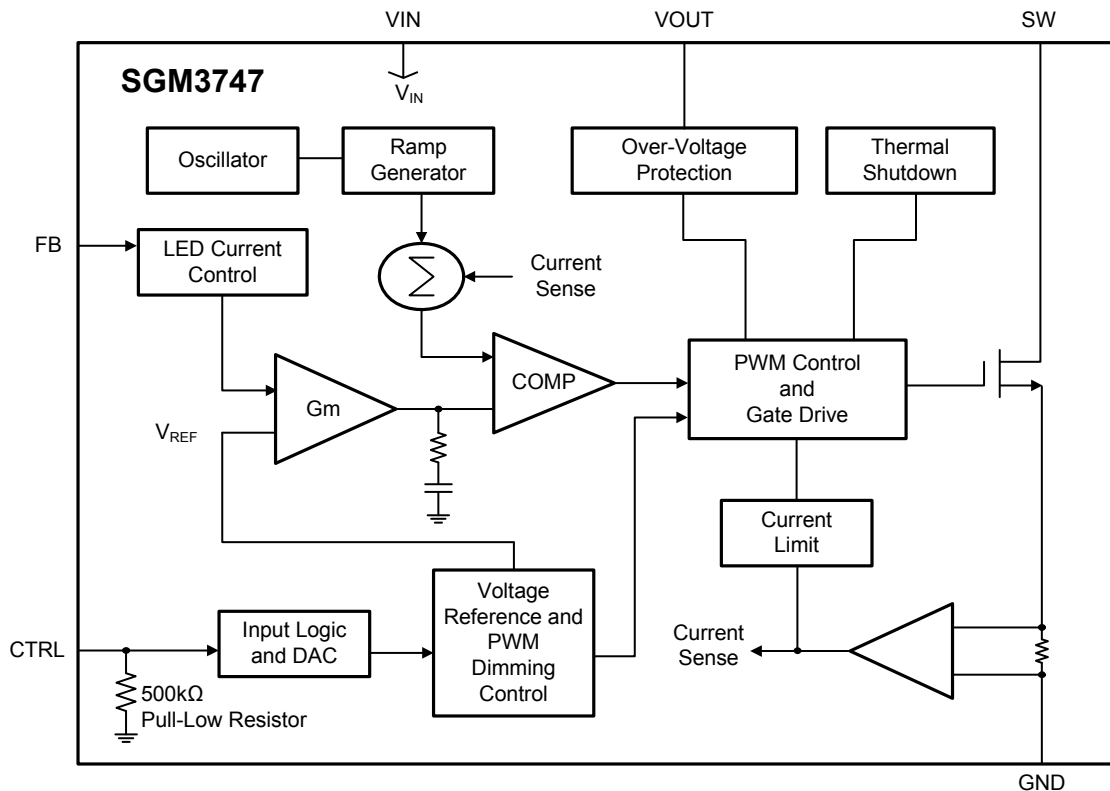 VIN
VOUT
SW
SGM3747
VIN
Oscillator
Ramp
Generator
Over-Voltage
Protection
Thermal
Shutdown
FB
LED Current
Control
Σ
Current
Sense
Gm
COMP
PWM Control
and
Gate Drive
VREF
Current
Limit
CTRL
Input Logic
and DAC
Voltage
Reference and
PWM
Dimming
Control
Current
Sense
500kΩ
Pull-Low Resistor
GND